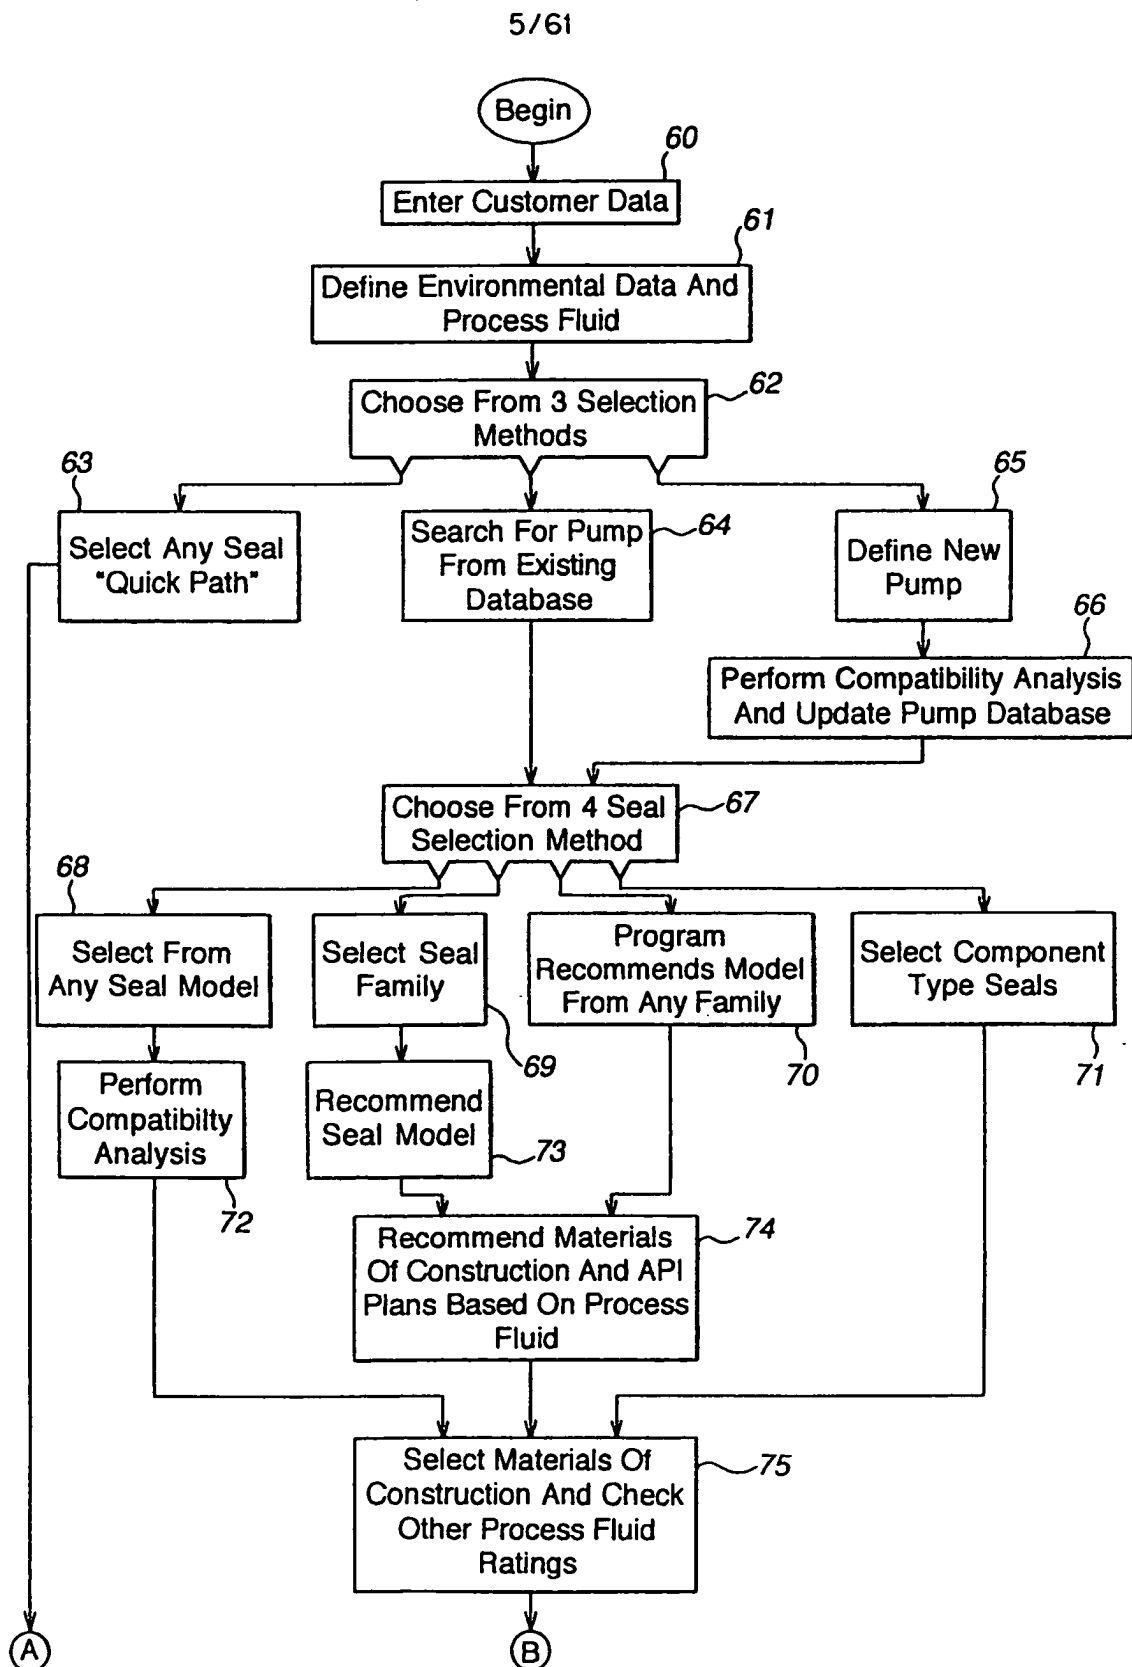 5/61
Begin
60
Enter Customer Data
61
Define Environmental Data And
Process Fluid
62
Choose From 3 Selection
Methods
63
Select Any Seal
"Quick Path"
64
Search For Pump
From Existing
Database
65
Define New
Pump
66
Perform Compatibility Analysis
And Update Pump Database
67
Choose From 4 Seal
Selection Method
68
Select From
Any Seal Model
Select Seal
Family
69
Program
Recommends Model
From Any Family
70
Select Component
Type Seals
71
Perform
Compatibilty
Analysis
72
Recommend
Seal Model
73
Recommend Materials
Of Construction And API
Plans Based On Process
Fluid
74
Select Materials Of
Construction And Check
Other Process Fluid
Ratings
75
A
B